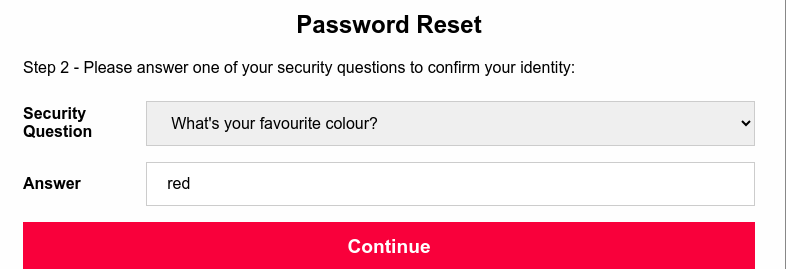 Password Reset
Step 2 - Please answer one of your security questions to confirm your identity:
Security
Question
What's your favourite colour?
Answer
red
Continue